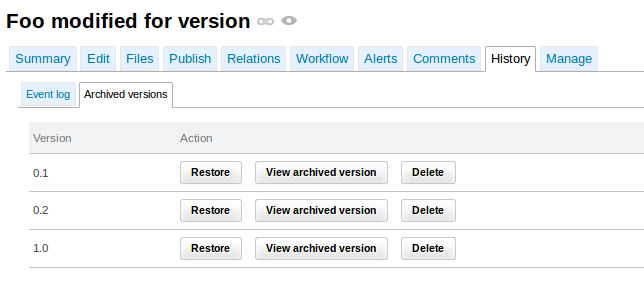 Foo modified for version
Summary Edit Files Publish Relations Workflow Alerts Comments History Manage
Event log Archived versions
Version Action
0.1 Restore View archived version Delete
0.2 Restore View archived version Delete
1.0 Restore View archived version Delete